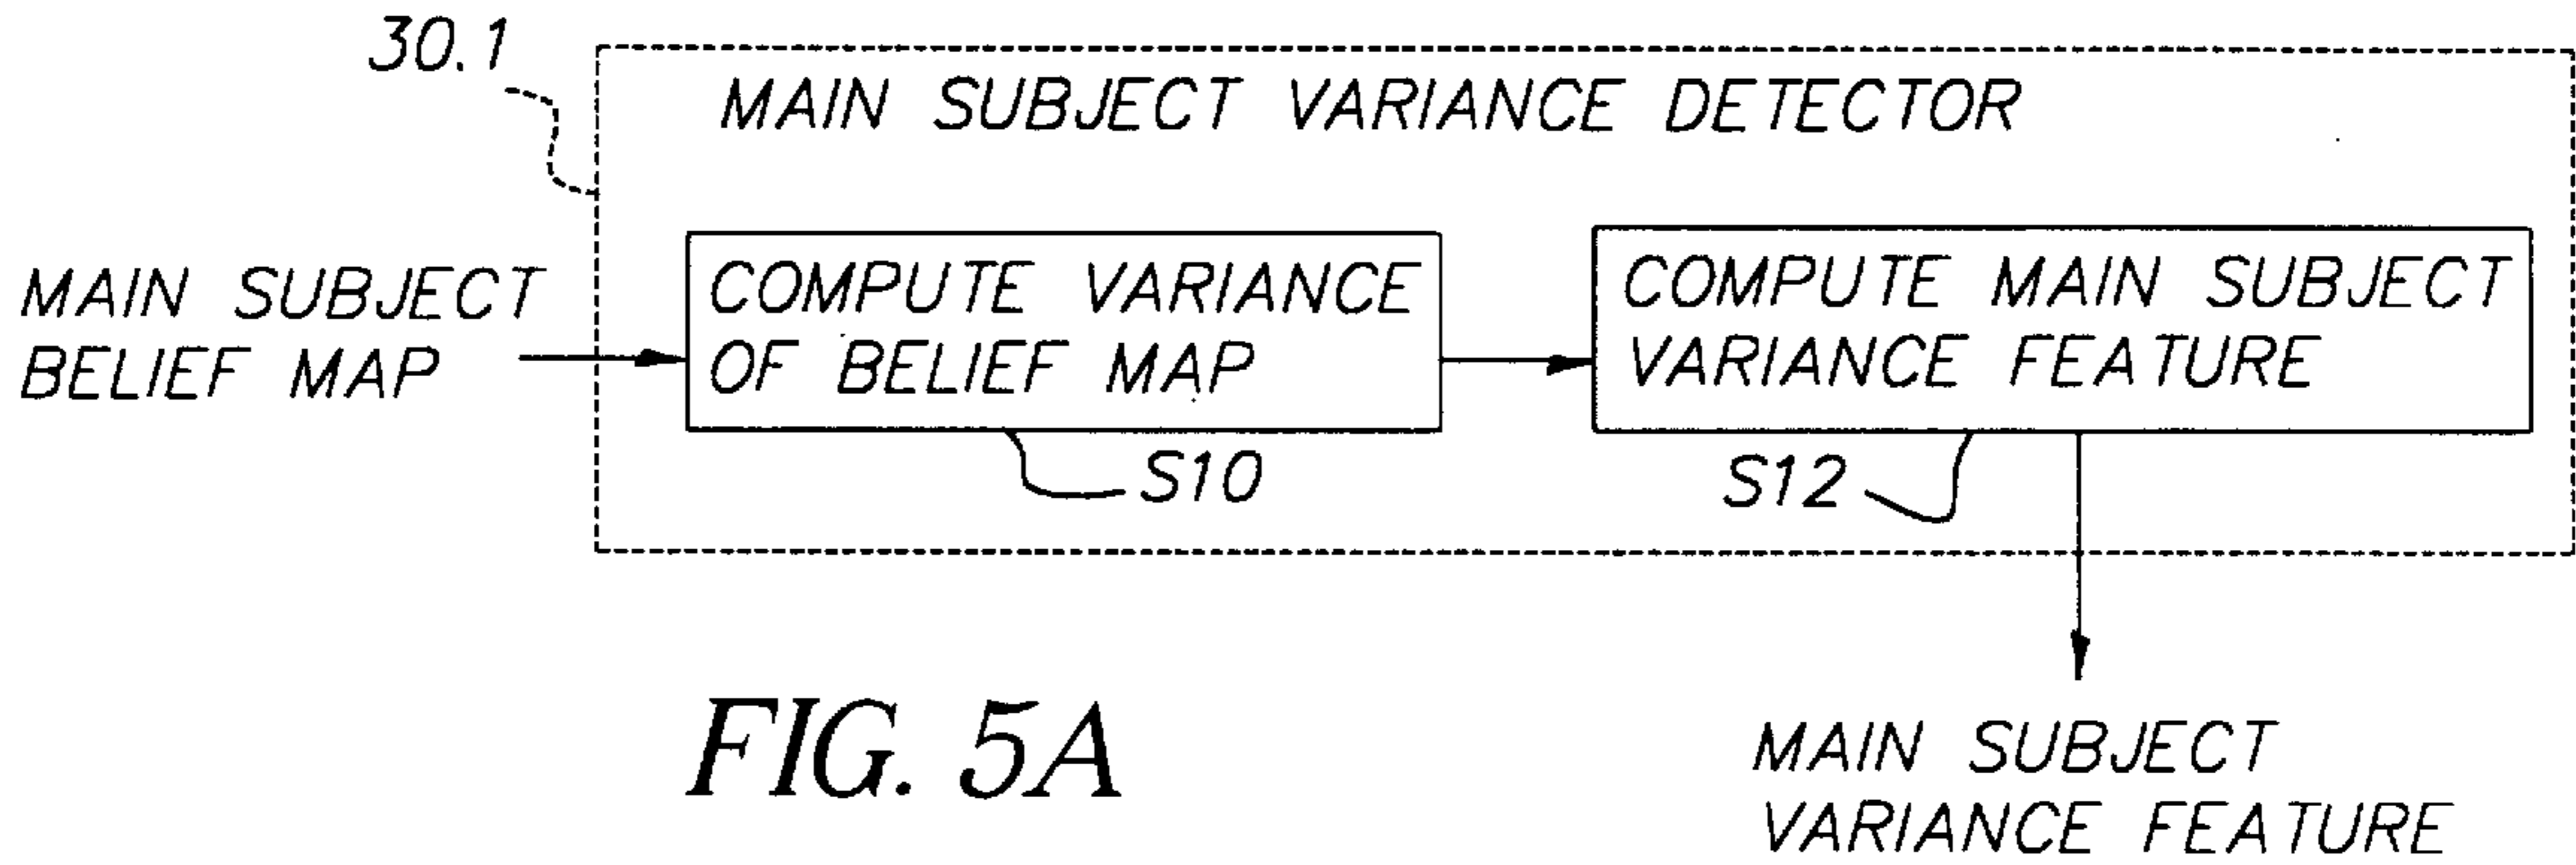 30.1
MAIN SUBJECT VARIANCE DETECTOR
MAIN SUBJECT
BELIEF MAP
COMPUTE VARIANCE
OF BELIEF MAP
COMPUTE MAIN SUBJECT
VARIANCE FEATURE
S10
S12
FIG. 5A
MAIN SUBJECT
VARIANCE FEATURE